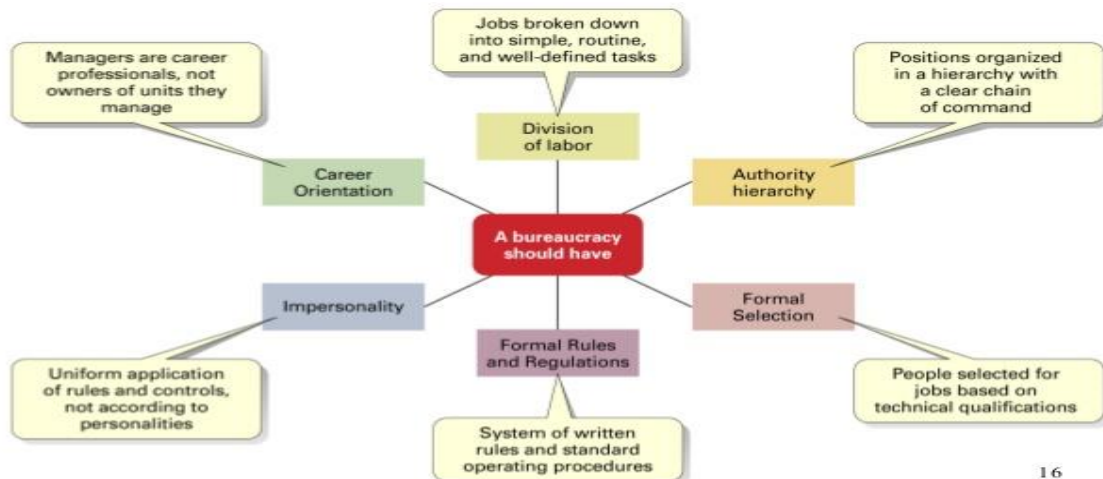 Jobs broken down
into simple, routine,
and well-defined tasks
Managers are career
professionals, not
owners of units they
manage
Positions organized
in a hierarchy with
a clear chain
of command
Division
of labor
Career
Orientation
Authority
hierarchy
A bureaucracy
should have
Impersonality
Formal
Selection
Formal Rules
and Regulations
Uniform application
of rules and controls,
not according to
personalities
People selected for
jobs based on
technical qualifications
System of written
rules and standard
operating procedures
16